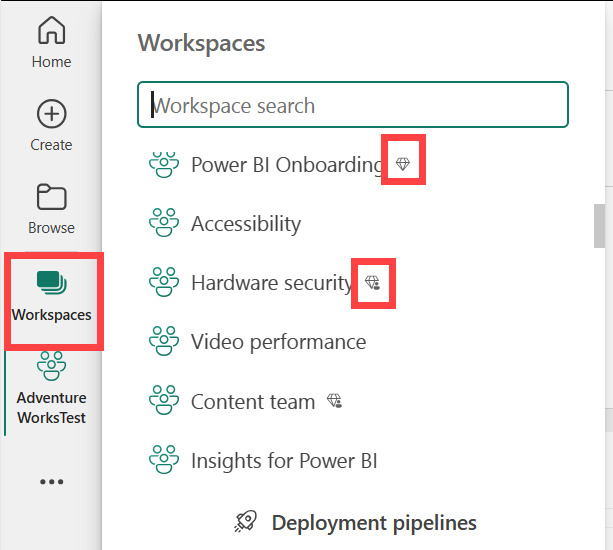 Home
Create
Browse
Workspaces
Adventure
WorksTest
Workspaces
Workspace search
Power BI Onboarding
Accessibility
Hardware security
Video performance
Content team
Insights for Power BI
Deployment pipelines